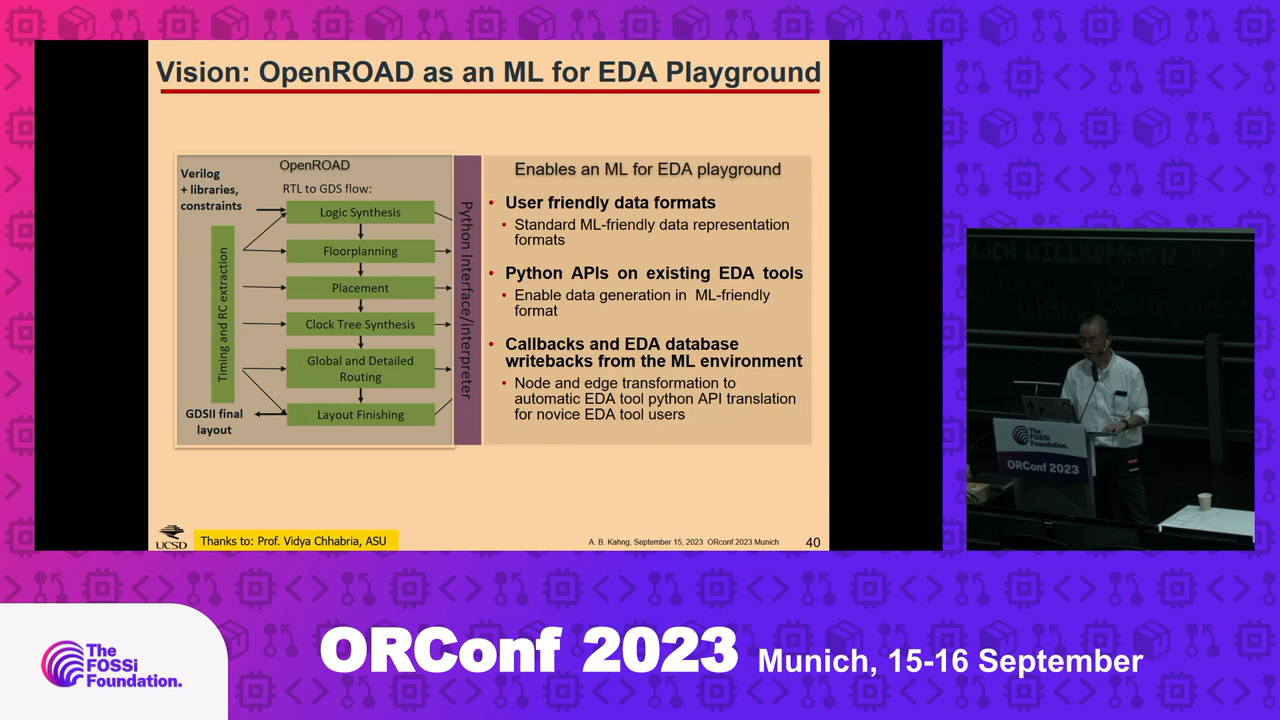 Vision: OpenROAD as an ML for EDA Playground
OpenROAD
Verilog
+ libraries,
constraints
RTL to GDS flow:
Logic Synthesis
Floorplanning
Placement
Clock Tree Synthesis
Global and Detailed
Routing
Layout Finishing
Timing and RC extraction
GDSII final
layout
Python Interface/interpreter
Enables an ML for EDA playground
• User friendly data formats
• Standard ML-friendly data representation
formats
• Python APIs on existing EDA tools
• Enable data generation in ML-friendly
format
• Callbacks and EDA database
writebacks from the ML environment
• Node and edge transformation to
automatic EDA tool python API translation
for novice EDA tool users
UCSD
Thanks to: Prof. Vidya Chhabria, ASU
A. B. Kahng, September 15, 2023 ORconf 2023 Munich
40
WILLKOMMEN
The
FOSSi
Foundation.
ORConf 2023
The
FOSSi
Foundation.
ORConf 2023 Munich, 15-16 September